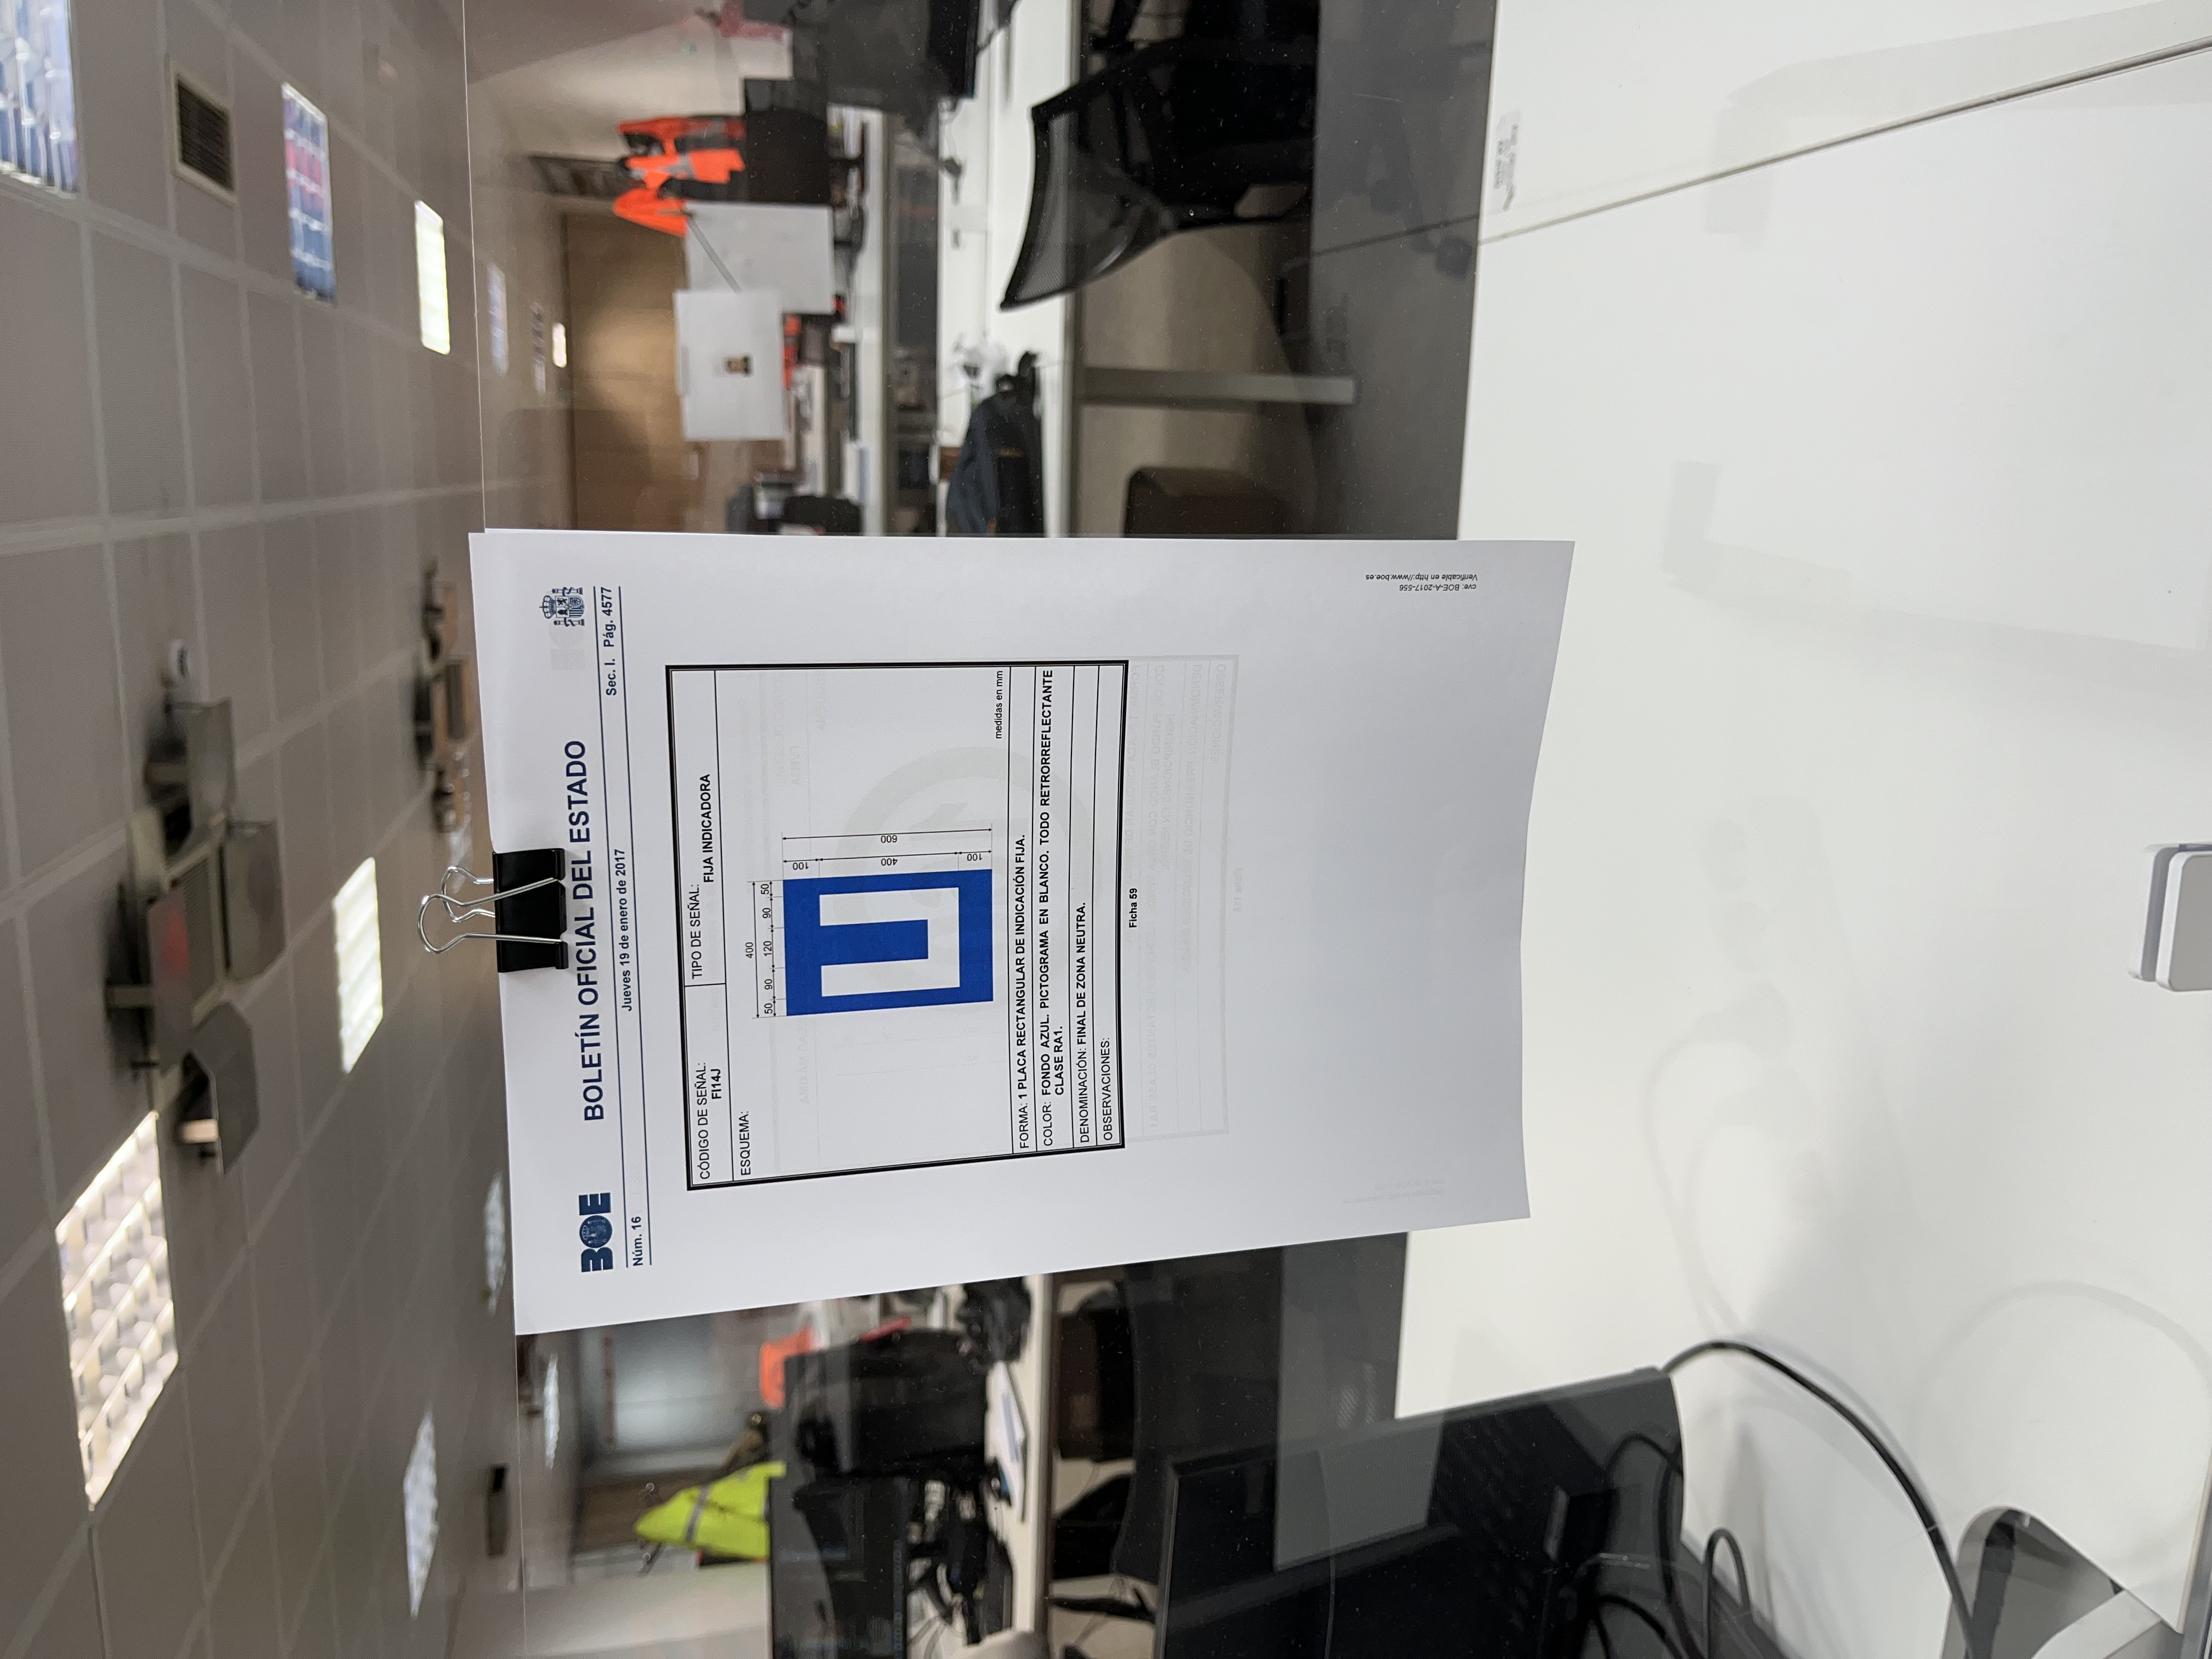 BOE
BOLETÍN OFICIAL DEL ESTADO
Núm. 16
Jueves 19 de enero de 2017
Sec. I. Pág. 4577
CÓDIGO DE SEÑAL:
FI14J
TIPO DE SEÑAL:
FIJA INDICADORA
ESQUEMA:
400
50 90 120 90 50
100
400
600
100
medidas en mm
FORMA: 1 PLACA RECTANGULAR DE INDICACIÓN FIJA.
COLOR: FONDO AZUL. PICTOGRAMA EN BLANCO. TODO RETRORREFLECTANTE
CLASE RA1.
DENOMINACIÓN: FINAL DE ZONA NEUTRA.
OBSERVACIONES:
Ficha 59
cve: BOE-A-2017-556
Verificable en http://www.boe.es